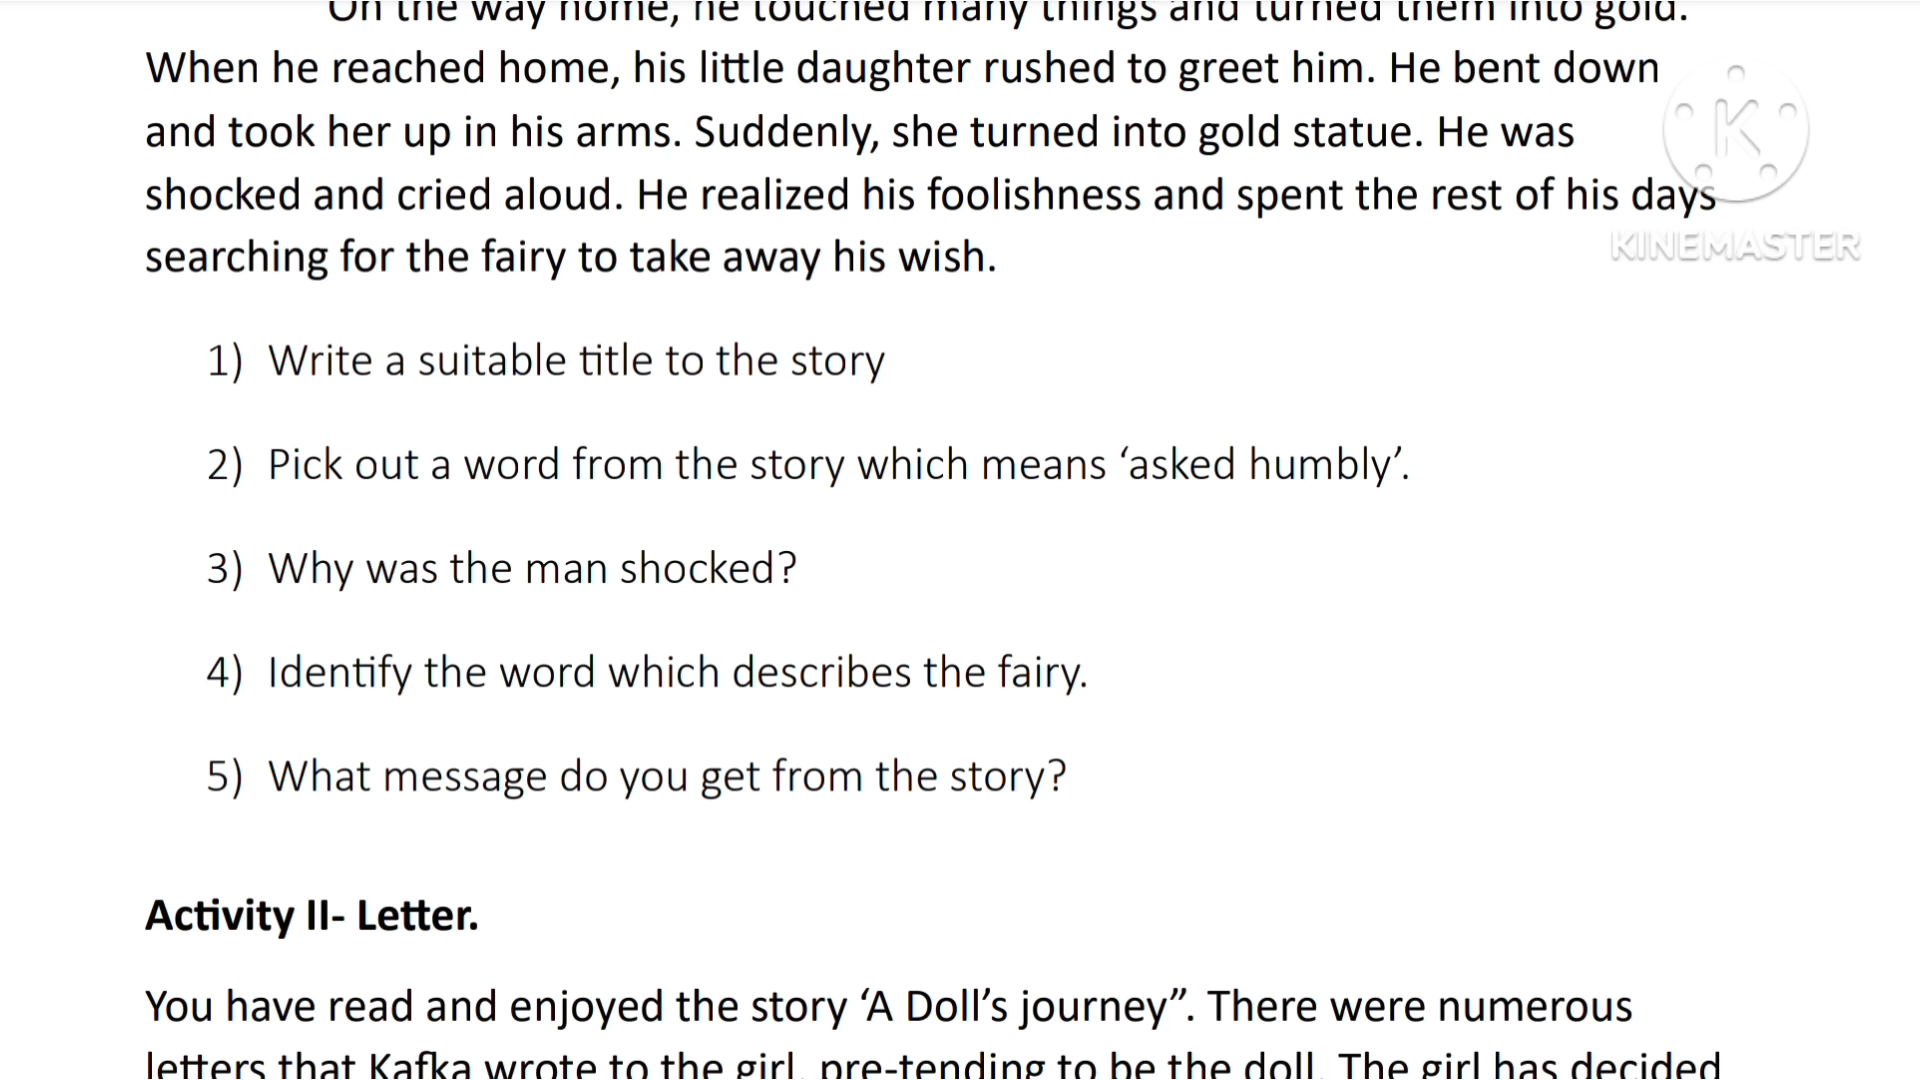 On the way home, he touched many things and turned them into gold.
When he reached home, his little daughter rushed to greet him. He bent down
and took her up in his arms. Suddenly, she turned into gold statue. He was
shocked and cried aloud. He realized his foolishness and spent the rest of his days
searching for the fairy to take away his wish.
KINEMASTER
1) Write a suitable title to the story
2) Pick out a word from the story which means ‘asked humbly’.
3) Why was the man shocked?
4) Identify the word which describes the fairy.
5) What message do you get from the story?
Activity II- Letter.
You have read and enjoyed the story ‘A Doll’s journey”. There were numerous
letters that Kafka wrote to the girl, pre-tending to be the doll. The girl has decided